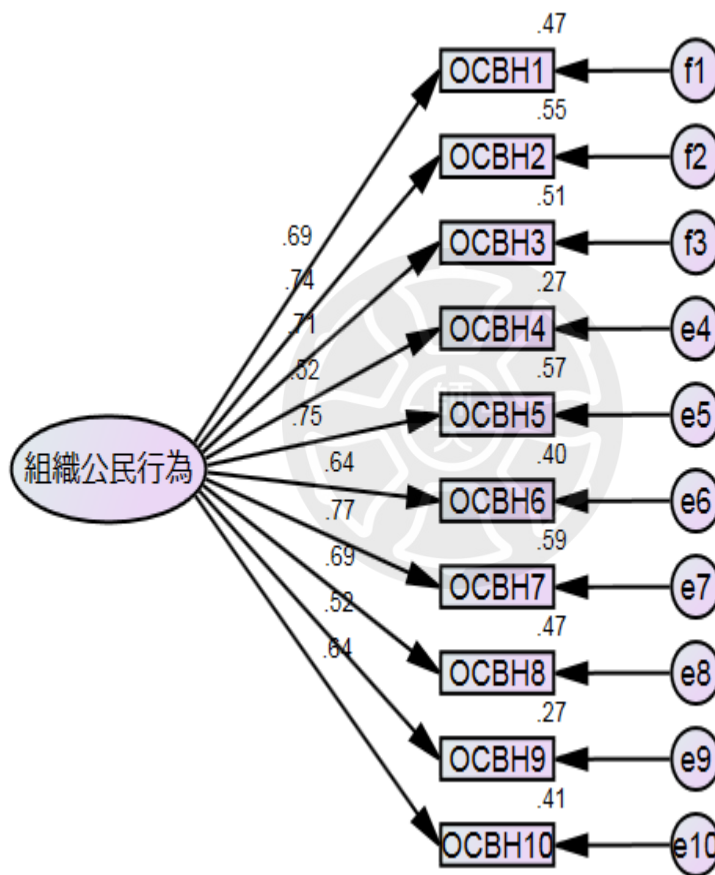 .47
OCBH1
f1
.55
OCBH2
f2
.51
OCBH3
f3
.27
OCBH4
e4
.57
OCBH5
e5
.40
OCBH6
e6
.59
OCBH7
e7
.47
OCBH8
e8
.27
OCBH9
e9
.41
OCBH10
e10
.69
.74
.71
.52
.75
.64
.77
.69
.52
.64
組織公民行為